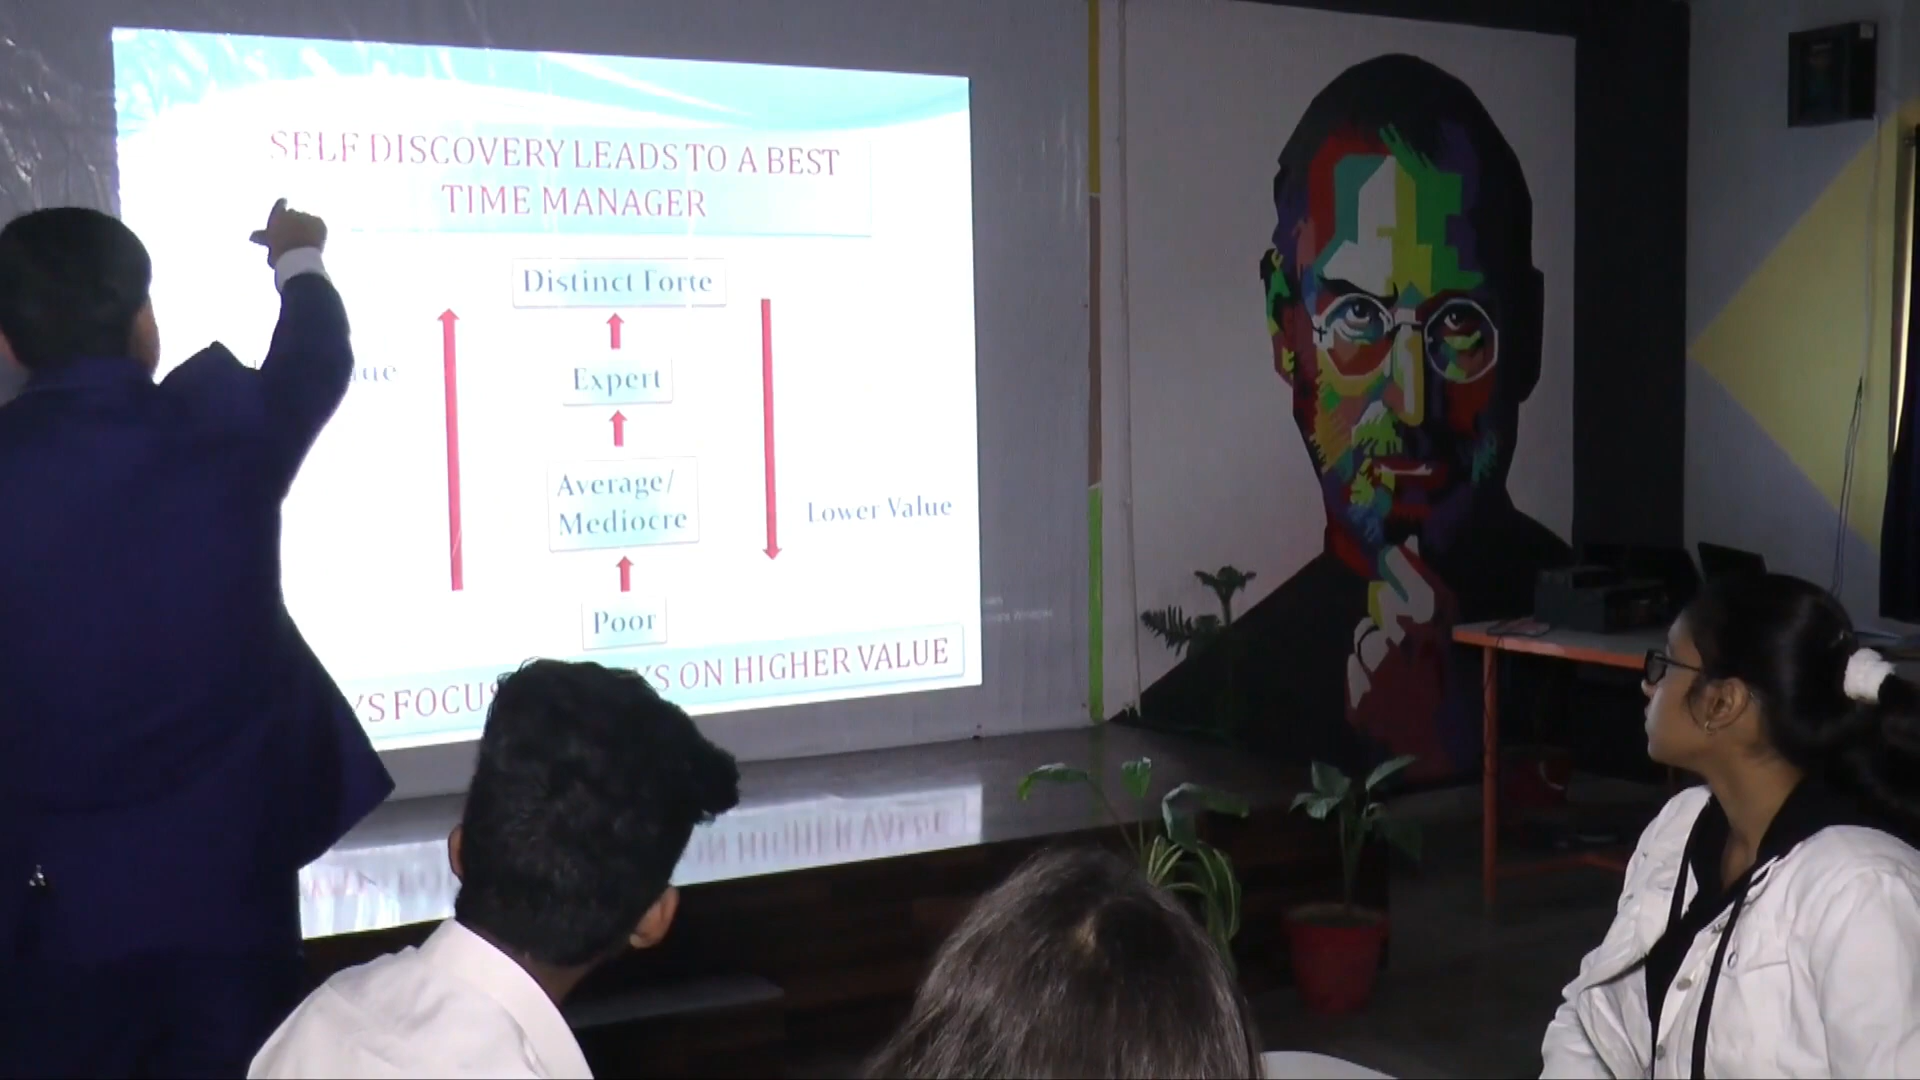 SELF DISCOVERY LEADS TO A BEST
TIME MANAGER
Distinct Forte
Expert
Average/
Mediocre
Lower Value
Poor
ON HIGHER VALUE